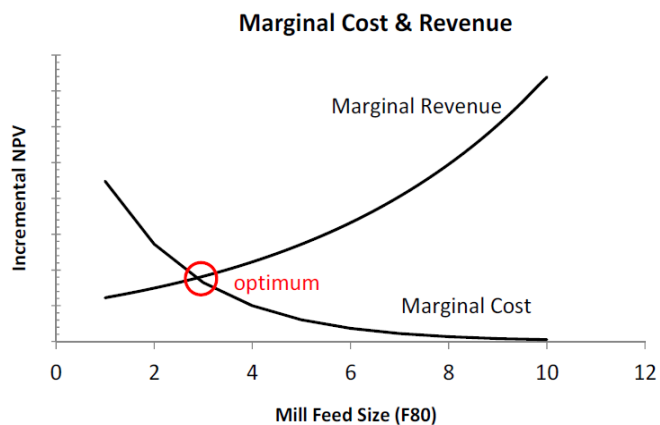 Marginal Cost & Revenue
Incremental NPV
Marginal Revenue
optimum
Marginal Cost
0 2 4 6 8 10 12
Mill Feed Size (F80)